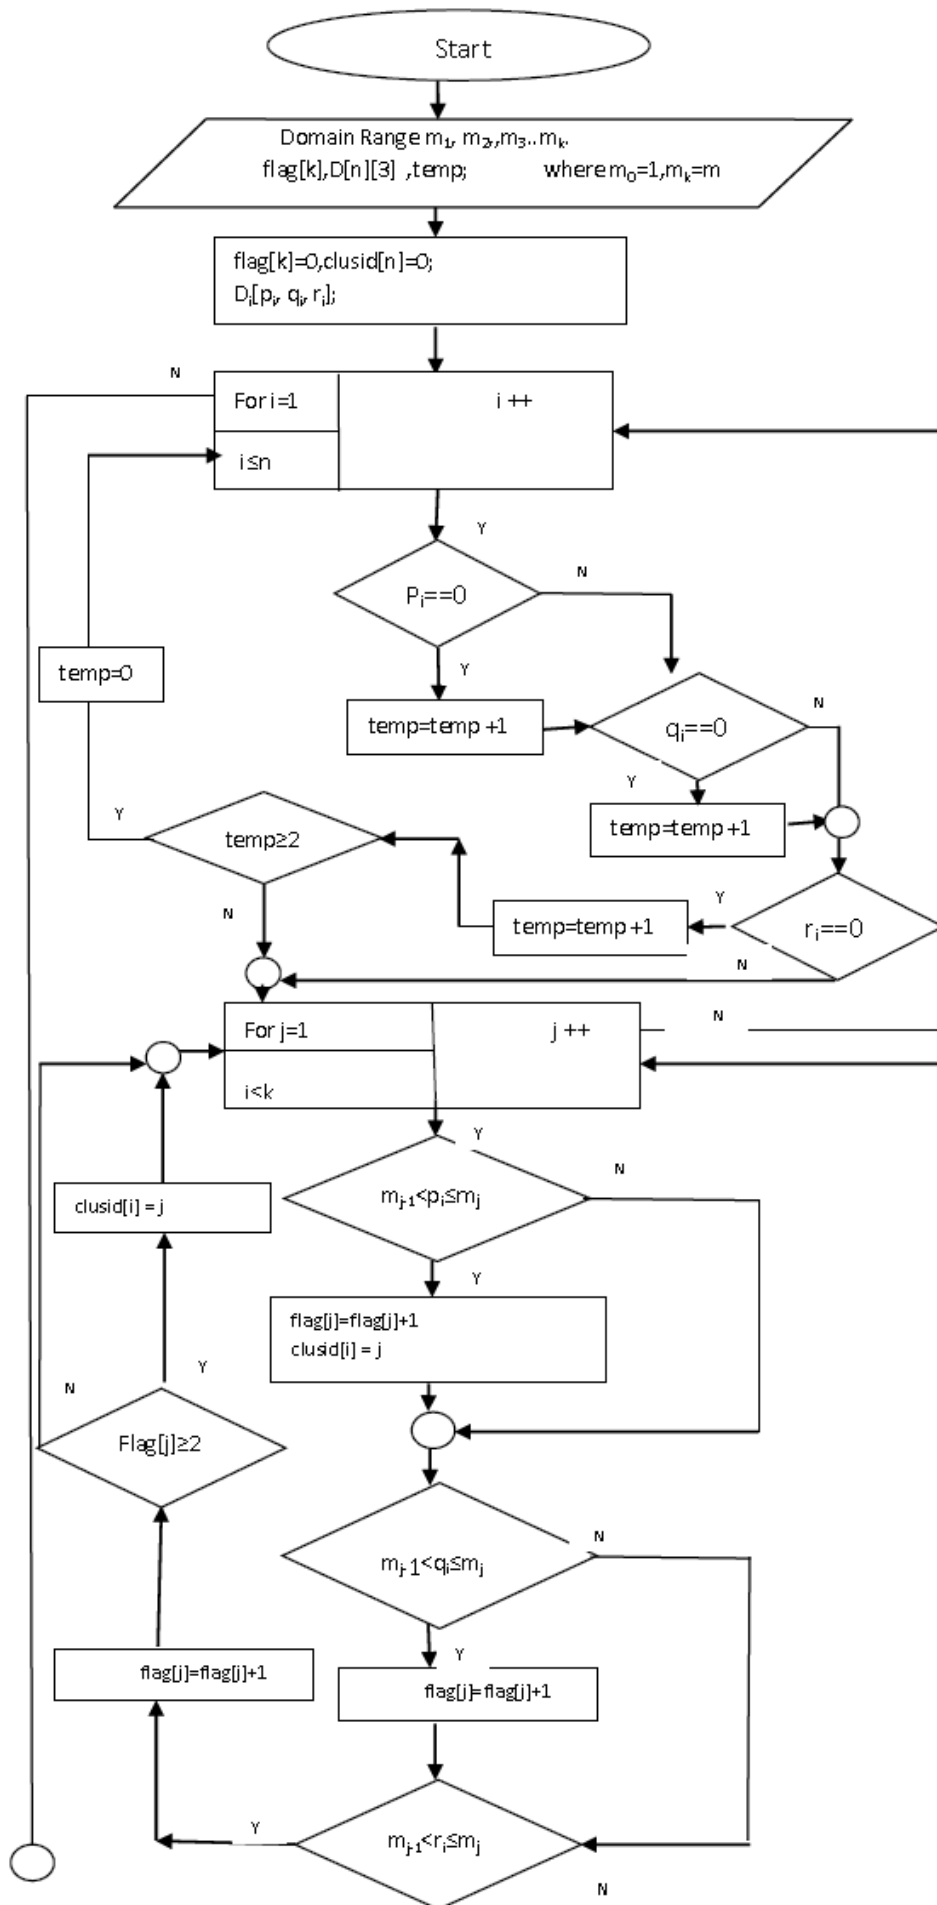 Start
Domain Range m₁, m₂,,m₃..m_k.
flag[k],D[n][3] ,temp; where m₀=1,m_k=m
flag[k]=0,clusid[n]=0;
Dᵢ[pᵢ, qᵢ, rᵢ];
N
For i=1
i ++
i≤n
Y
Pᵢ==0
N
temp=0
Y
temp=temp +1
qᵢ==0
N
Y
Y
temp≥2
temp=temp +1
N
Y
temp=temp +1
rᵢ==0
N
For j=1
j ++
N
i<k
Y
mⱼ₋₁<pᵢ≤mⱼ
N
clusid[i] = j
Y
flag[j]=flag[j]+1
clusid[i] = j
Y
N
Flag[j]≥2
N
mⱼ₋₁<qᵢ≤mⱼ
Y
flag[j]=flag[j]+1
flag[j]=flag[j]+1
Y
mⱼ₋₁<rᵢ≤mⱼ
N